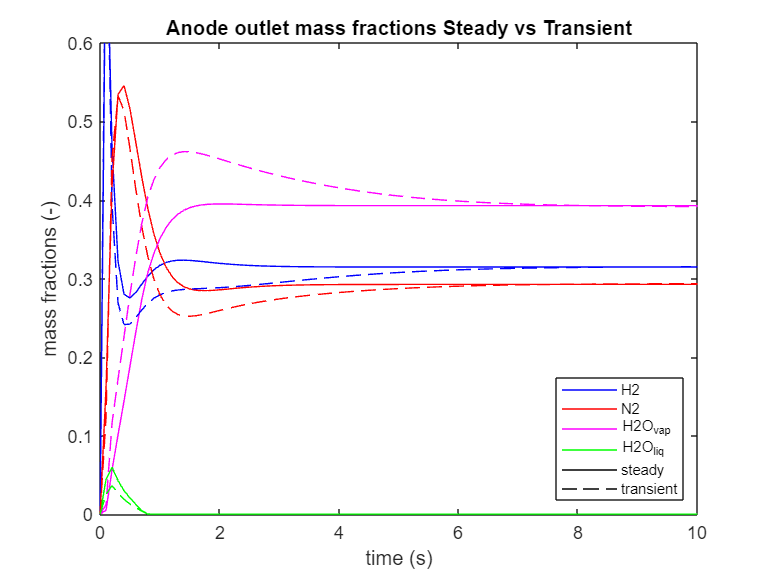 Anode outlet mass fractions Steady vs Transient
mass fractions (-)
0.6
0.5
0.4
0.3
0.2
0.1
0
0 2 4 6 8 10
time (s)
H2
N2
H2Ovap
H2Oliq
steady
transient